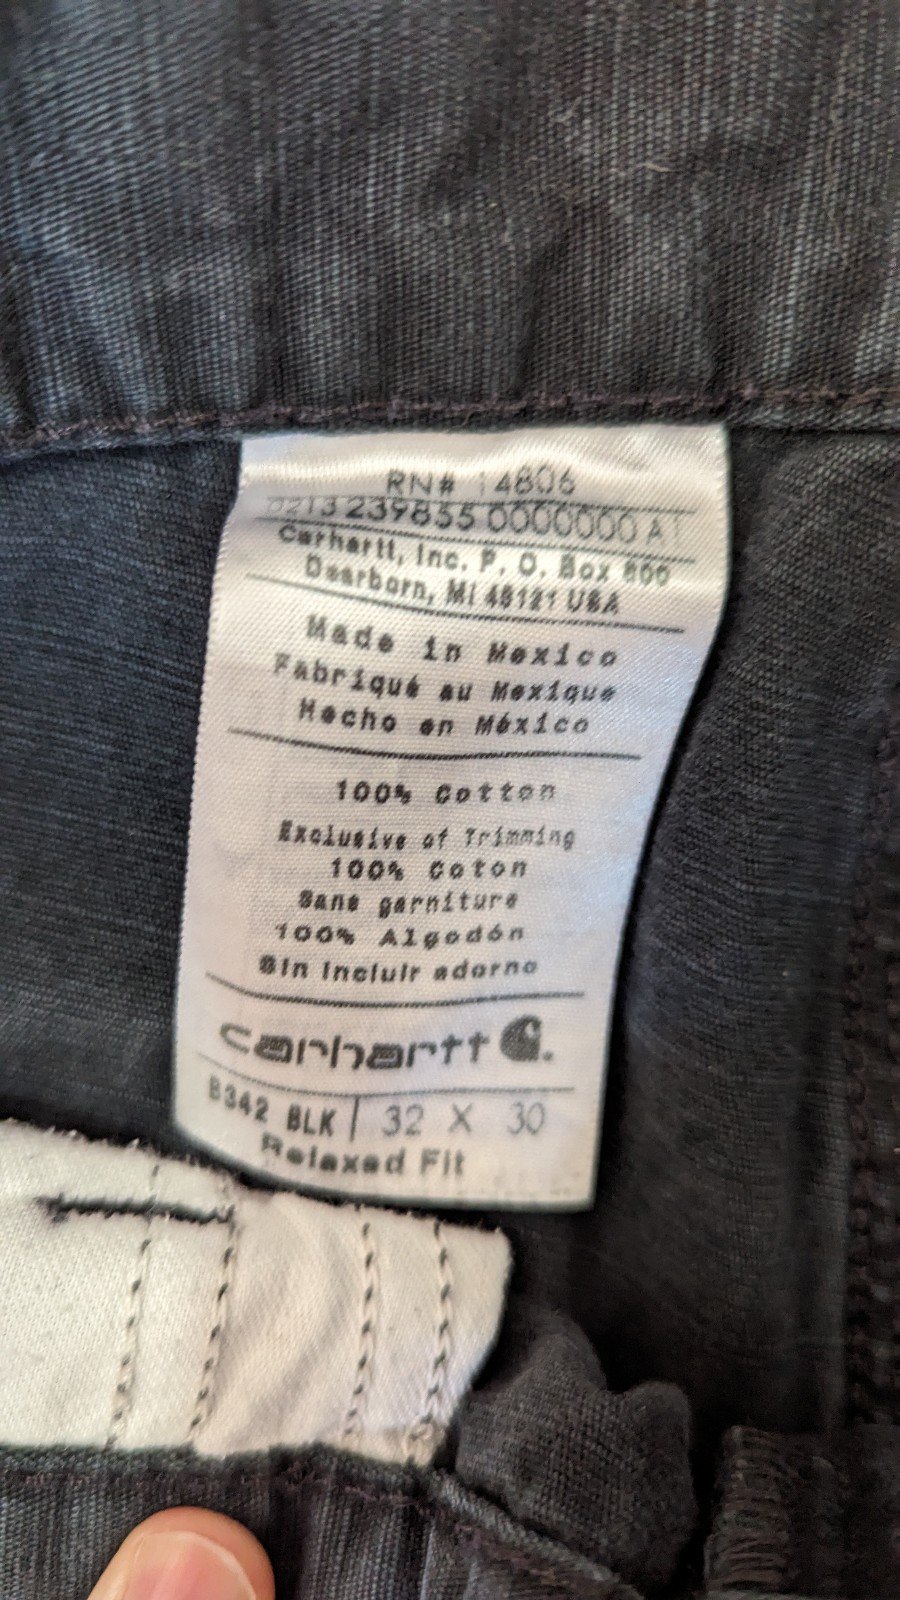 RN# 14806
0213 239855 0000000 A1
Carhartt, Inc. P. O. Box 600
Dearborn, MI 48121 USA
Made in Mexico
Fabriqué au Mexique
Hecho en México
100% Cotton
Exclusive of Trimming
100% Coton
Sans garniture
100% Algodón
Sin incluir adorno
carhartt
B342 BLK | 32 X 30
Relaxed Fit